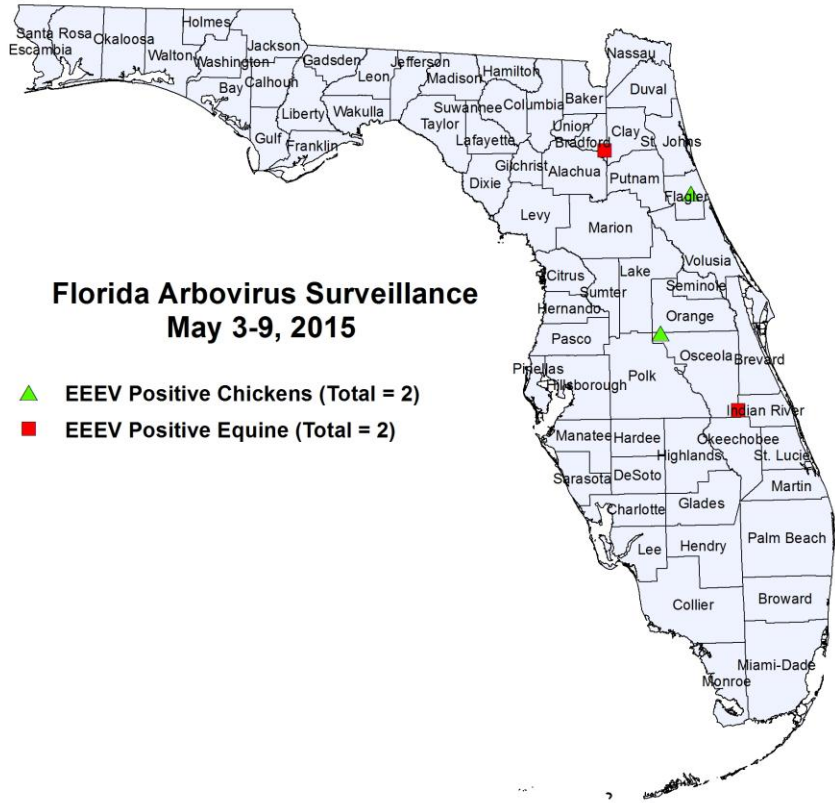 Holmes
Santa Rosa
Okaloosa
Jackson
Escambia
Walton
Washington
Gadsden
Jefferson
Nassau
Bay
Calhoun
Leon
Madison
Hamilton
Duval
Liberty
Wakulla
Suwannee
Columbia
Baker
Taylor
Union
Clay
St. Johns
Gulf
Franklin
Lafayette
Bradford
Gilchrist
Alachua
Putnam
Dixie
Flagler
Levy
Marion
Volusia
Citrus
Lake
Sumter
Seminole
Florida Arbovirus Surveillance
May 3-9, 2015
Hernando
Orange
Pasco
Osceola
Brevard
Pinellas
Polk
Hillsborough
EEEV Positive Chickens (Total = 2)
Indian River
EEEV Positive Equine (Total = 2)
Manatee
Hardee
Okeechobee
Highlands
St. Lucie
Sarasota
DeSoto
Martin
Charlotte
Glades
Lee
Hendry
Palm Beach
Collier
Broward
Miami-Dade
Monroe